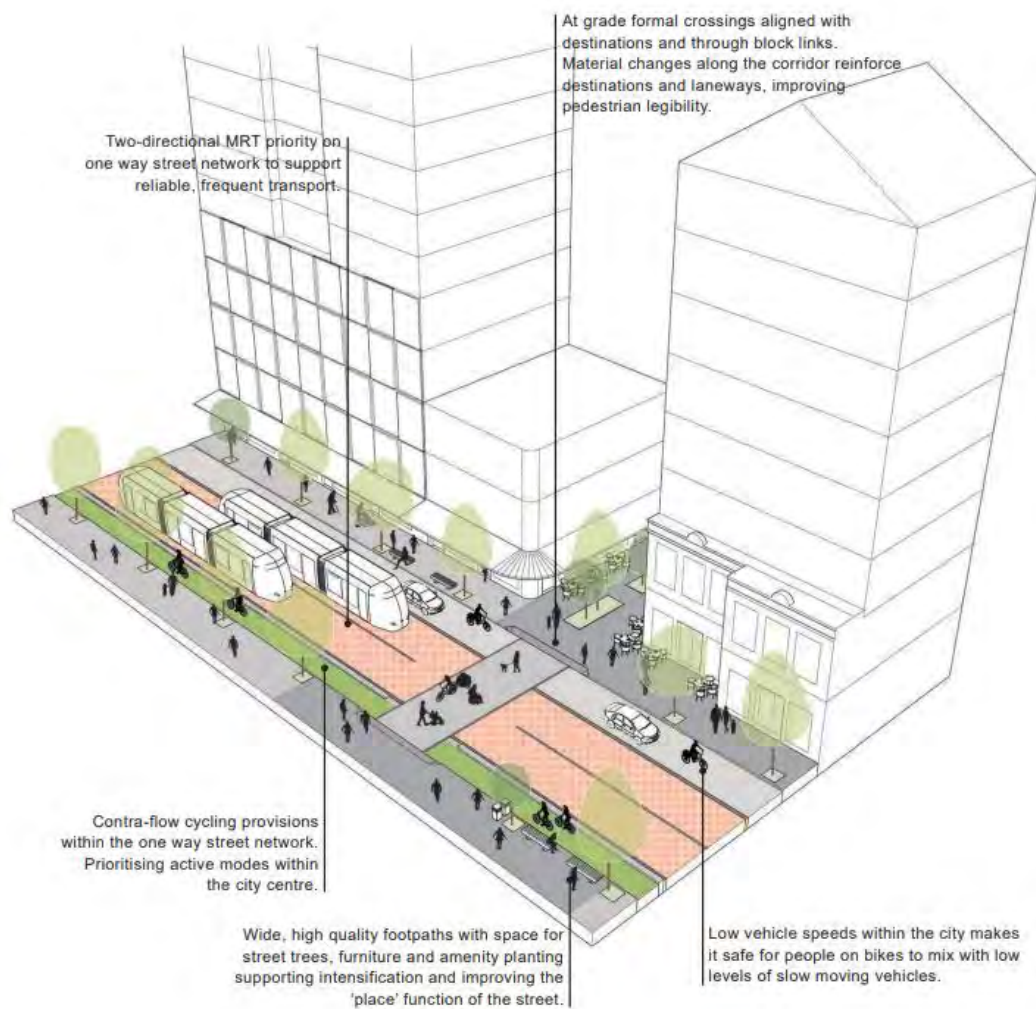 At grade formal crossings aligned with
destinations and through block links.
Material changes along the corridor reinforce
destinations and laneways, improving
pedestrian legibility.
Two-directional MRT priority on
one way street network to support
reliable, frequent transport.
Contra-flow cycling provisions
within the one way street network.
Prioritising active modes within
the city centre.
Wide, high quality footpaths with space for
street trees, furniture and amenity planting
supporting intensification and improving the
'place' function of the street.
Low vehicle speeds within the city makes
it safe for people on bikes to mix with low
levels of slow moving vehicles.